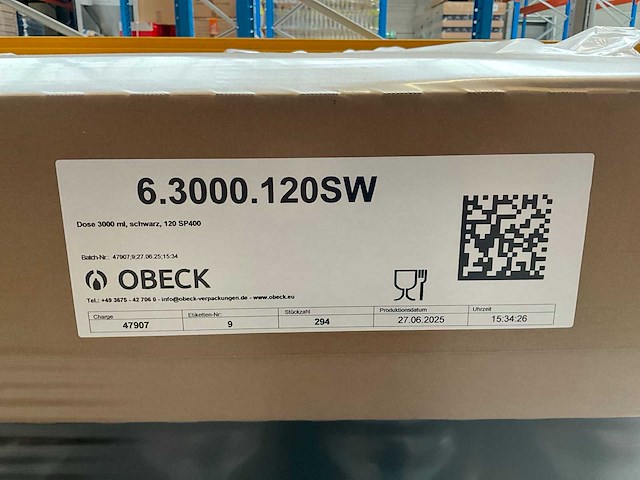 6.3000.120SW
Dose 3000 ml, schwarz, 120 SP400
Batch-Nr.: 47907;9;27.06.25;15:34
OBECK
Tel.: +49 3675 - 42 706 0 - info@obeck-verpackungen.de - www.obeck.eu
Charge Etiketten-Nr: Stückzahl Produktionsdatum Uhrzeit
47907 9 294 27.06.2025 15:34:26